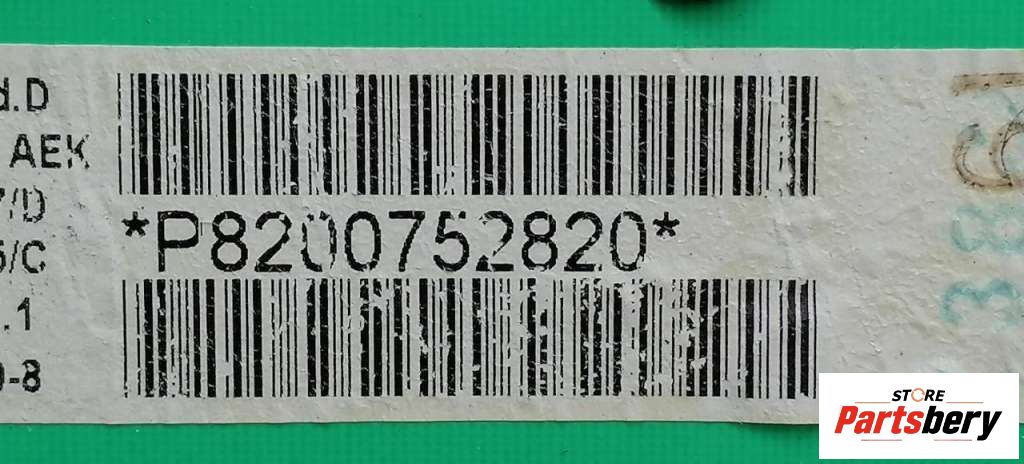 d.D
AEK
7/D
5/C
*P8200752820*
.1
0-8
STORE
Partsbery